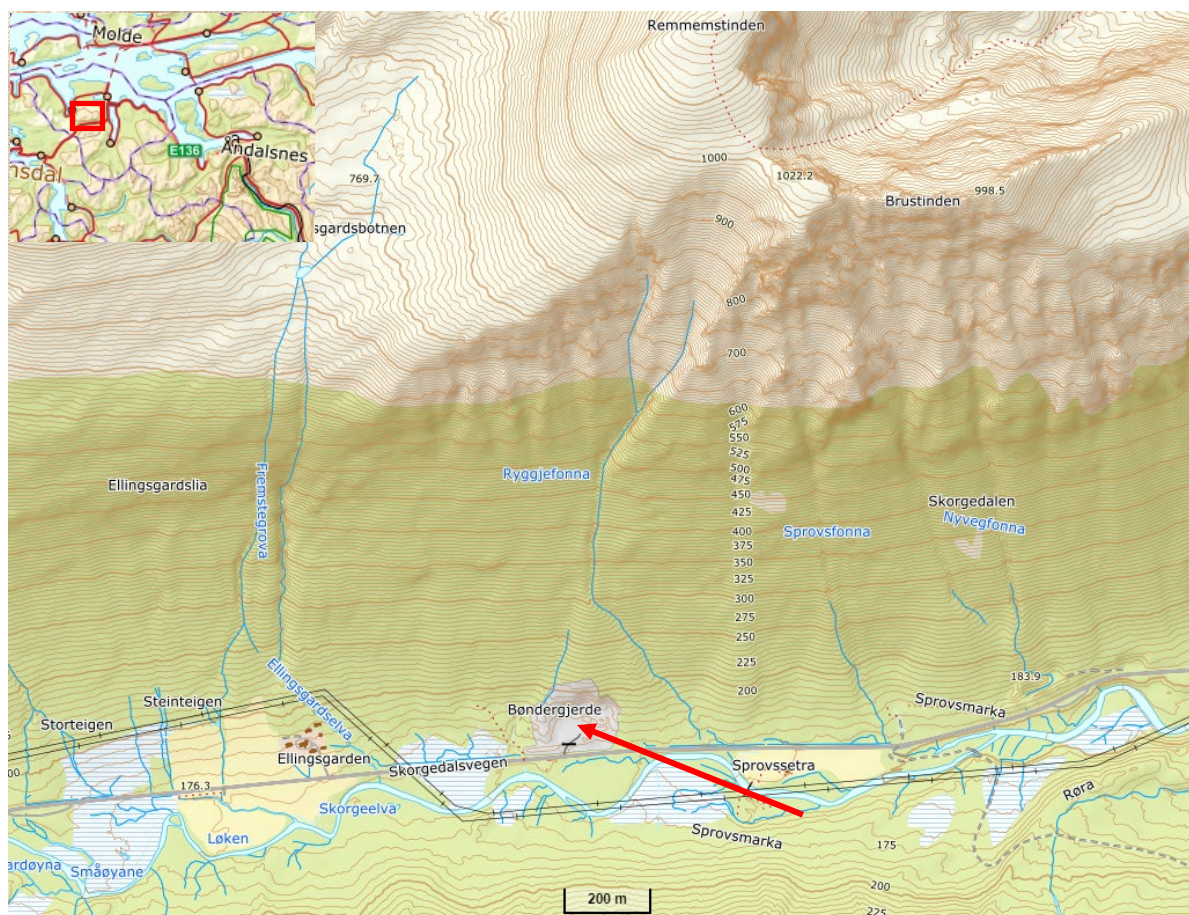 Molde
E136
Åndalsnes
nsdal
Remmemstinden
769.7
1000
1022.2
998.5
Brustinden
900
sgardsbotnen
800
700
600
575
550
525
500
475
450
425
400
375
350
325
300
275
250
225
200
Ellingsgardslia
Fremstegrova
Ryggjefonna
Skorgedalen
Nyvegfonna
Sprovsfonna
Ellingsgardselva
183.9
Steinteigen
Storteigen
Bøndergjerde
Sprovsmarka
Ellingsgarden
Skorgedalsvegen
Sprovssetra
00
176.3
Skorgeelva
Løken
Røra
Sprovsmarka
175
ardøyna
Småøyane
200
200 m
225